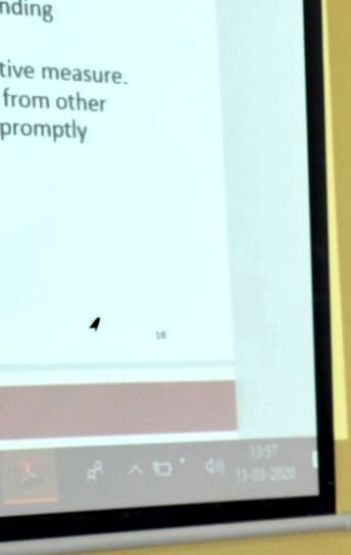 nding
tive measure.
from other
promptly
16
13:57
13-03-2020